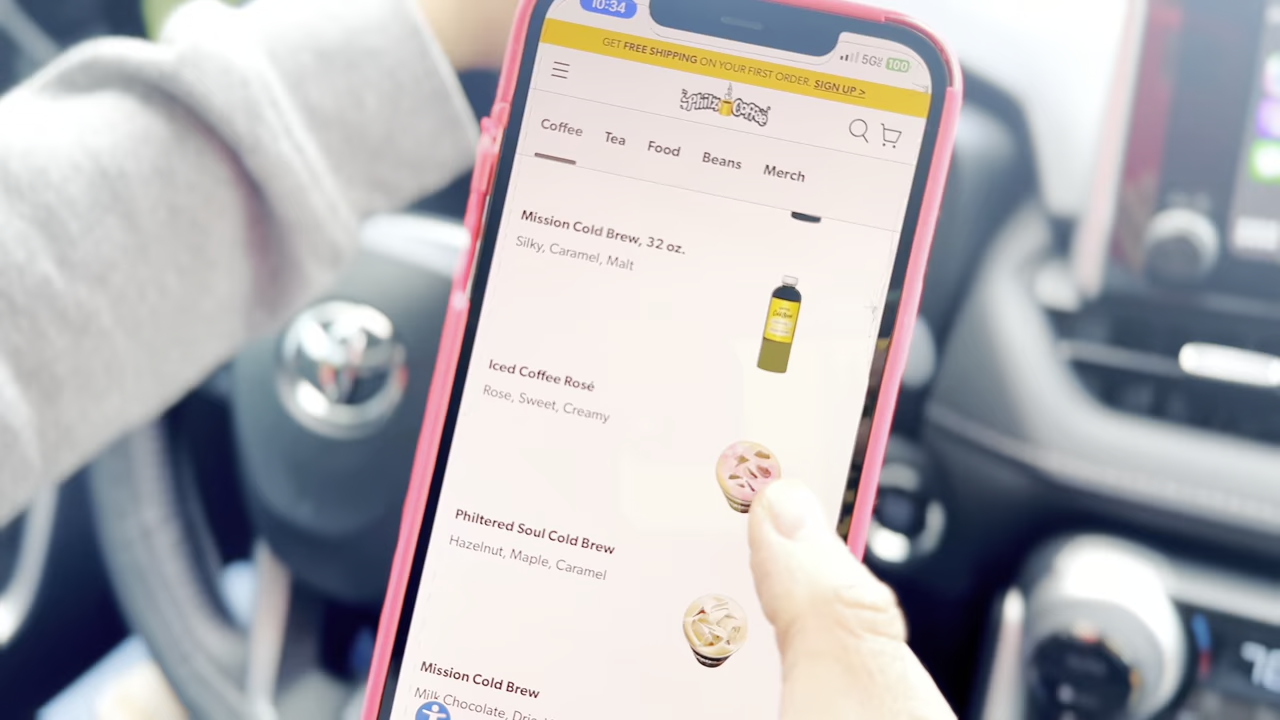 10:34
5G
100
GET FREE SHIPPING ON YOUR FIRST ORDER. SIGN UP >
Philz Coffee
Coffee Tea Food Beans Merch
Mission Cold Brew, 32 oz.
Silky, Caramel, Malt
Iced Coffee Rosé
Rose, Sweet, Creamy
Philtered Soul Cold Brew
Hazelnut, Maple, Caramel
Mission Cold Brew
Milk Chocolate,